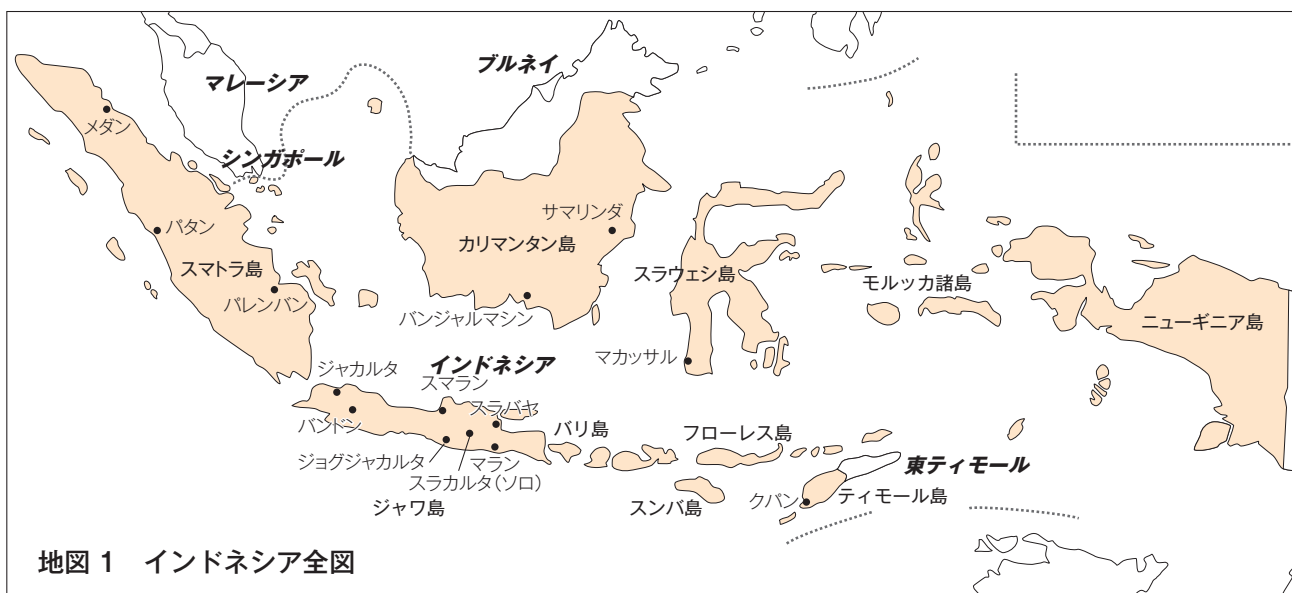 ブルネイ
マレーシア
メダン
シンガポール
サマリンダ
パタン
カリマンタン島
スマトラ島
スラウェシ島
モルッカ諸島
パレンバン
バンジャルマシン
ニューギニア島
マカッサル
ジャカルタ
インドネシア
スマラン
スラバヤ
バンドン
バリ島
フローレス島
ジョグジャカルタ
マラン
東ティモール
スラカルタ(ソロ)
ジャワ島
スンバ島
クパン
ティモール島
地図 1 インドネシア全図